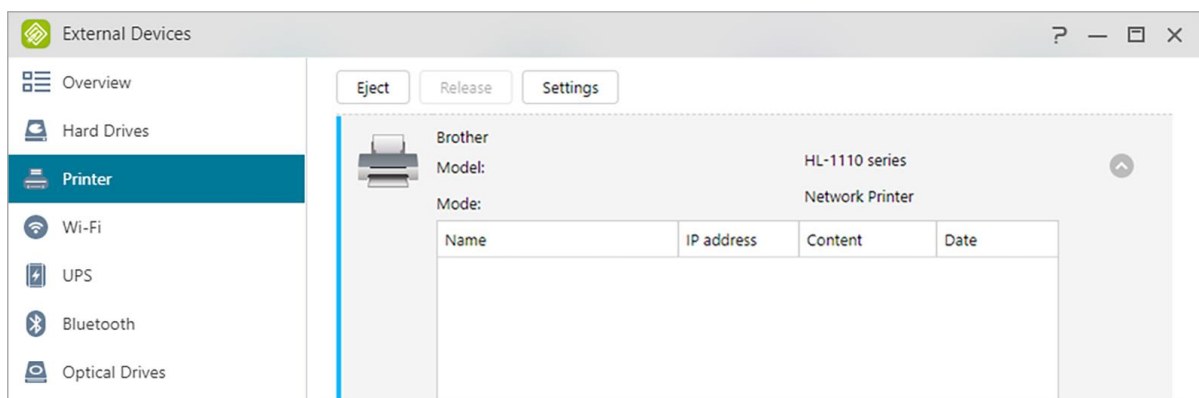 External Devices
Overview
Hard Drives
Printer
Wi-Fi
UPS
Bluetooth
Optical Drives
Eject Release Settings
Brother
Model: HL-1110 series
Mode: Network Printer
Name IP address Content Date